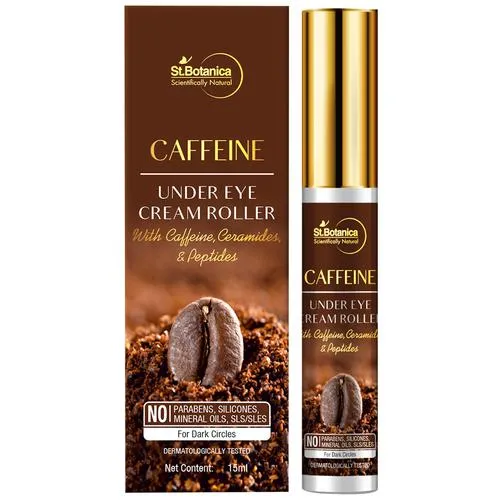 St.Botanica
Scientifically Natural
CAFFEINE
UNDER EYE
CREAM ROLLER
With Caffeine, Ceramides,
& Peptides
NO PARABENS, SILICONES,
MINERAL OILS, SLS/SLES
For Dark Circles
DERMATOLOGICALLY TESTED
Net Content: 15ml
St.Botanica
Scientifically Natural
CAFFEINE
UNDER EYE
CREAM ROLLER
With Caffeine, Ceramides
& Peptides
NO PARABENS, SILICONES,
MINERAL OILS, SLS/SLES
For Dark Circles
DERMATOLOGICALLY TESTED